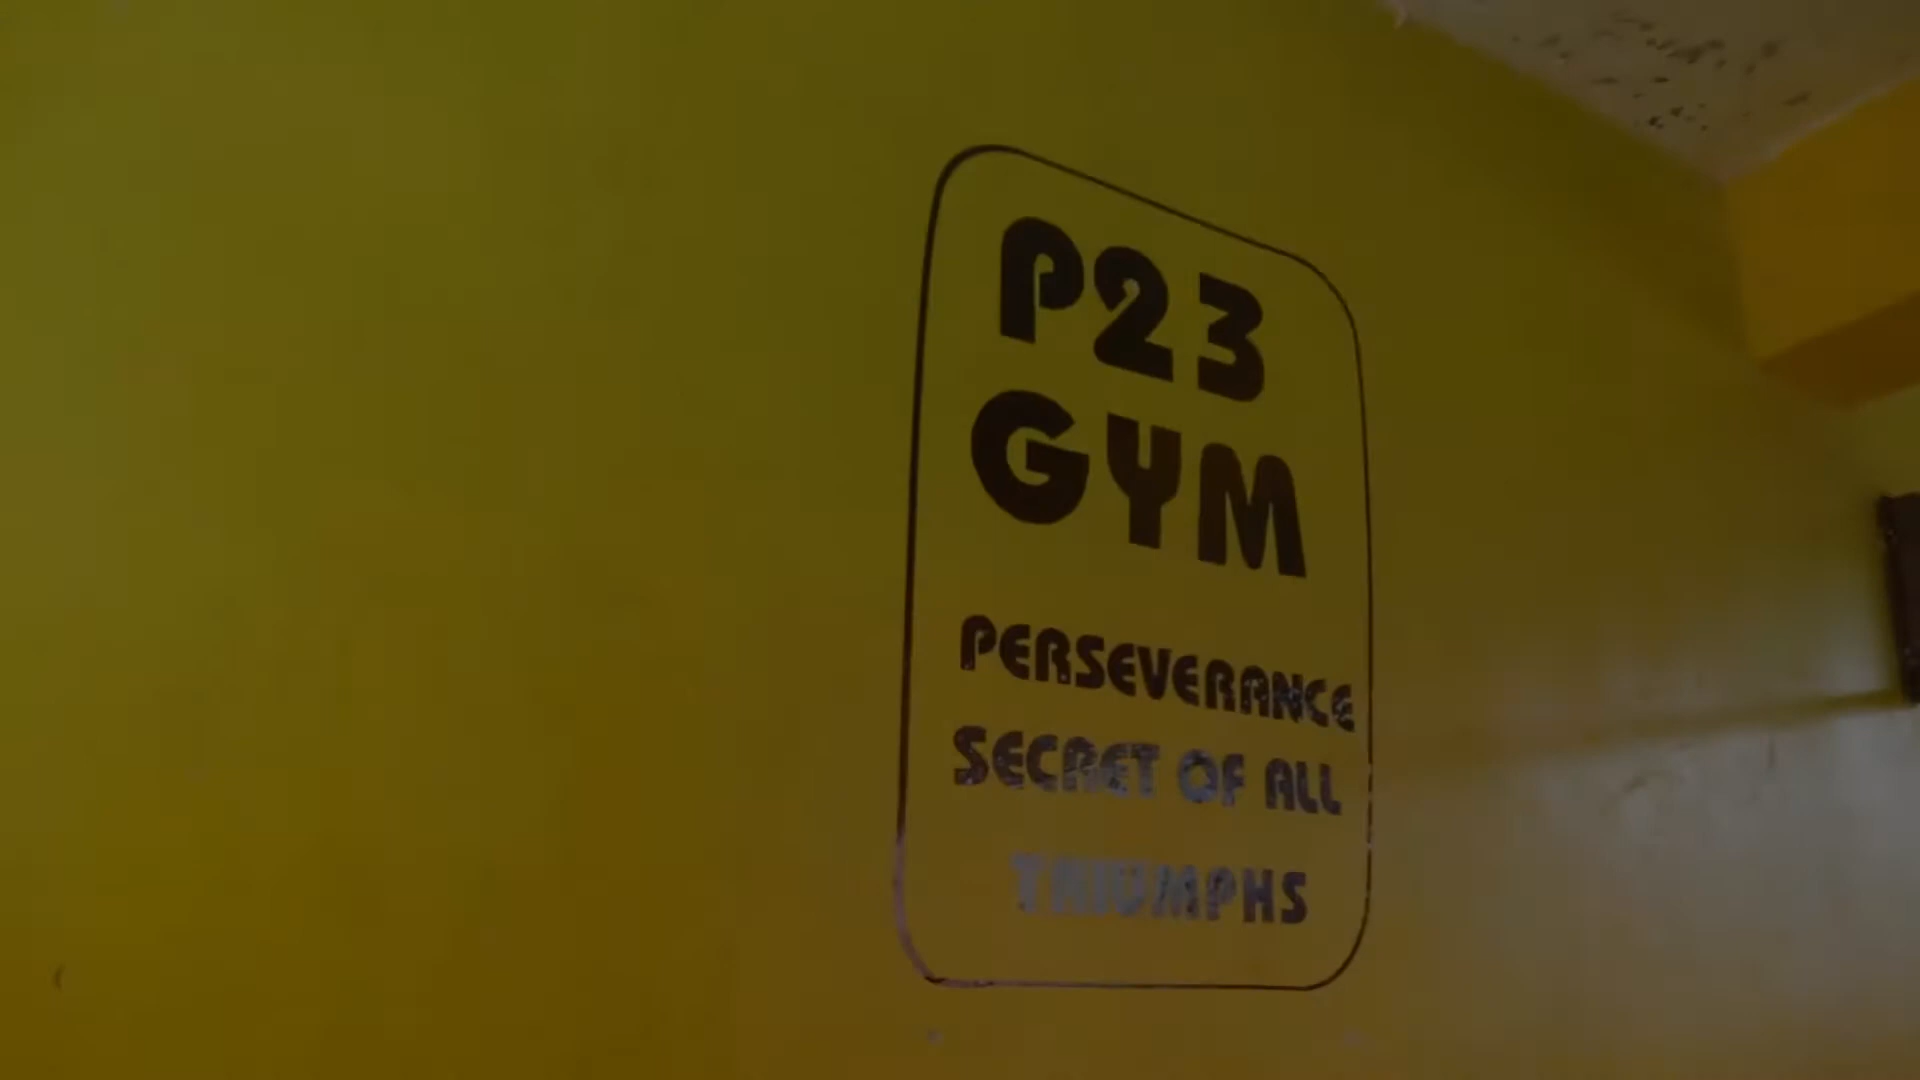 P23
GYM
PERSEVERANCE
SECRET OF ALL
TRIUMPHS